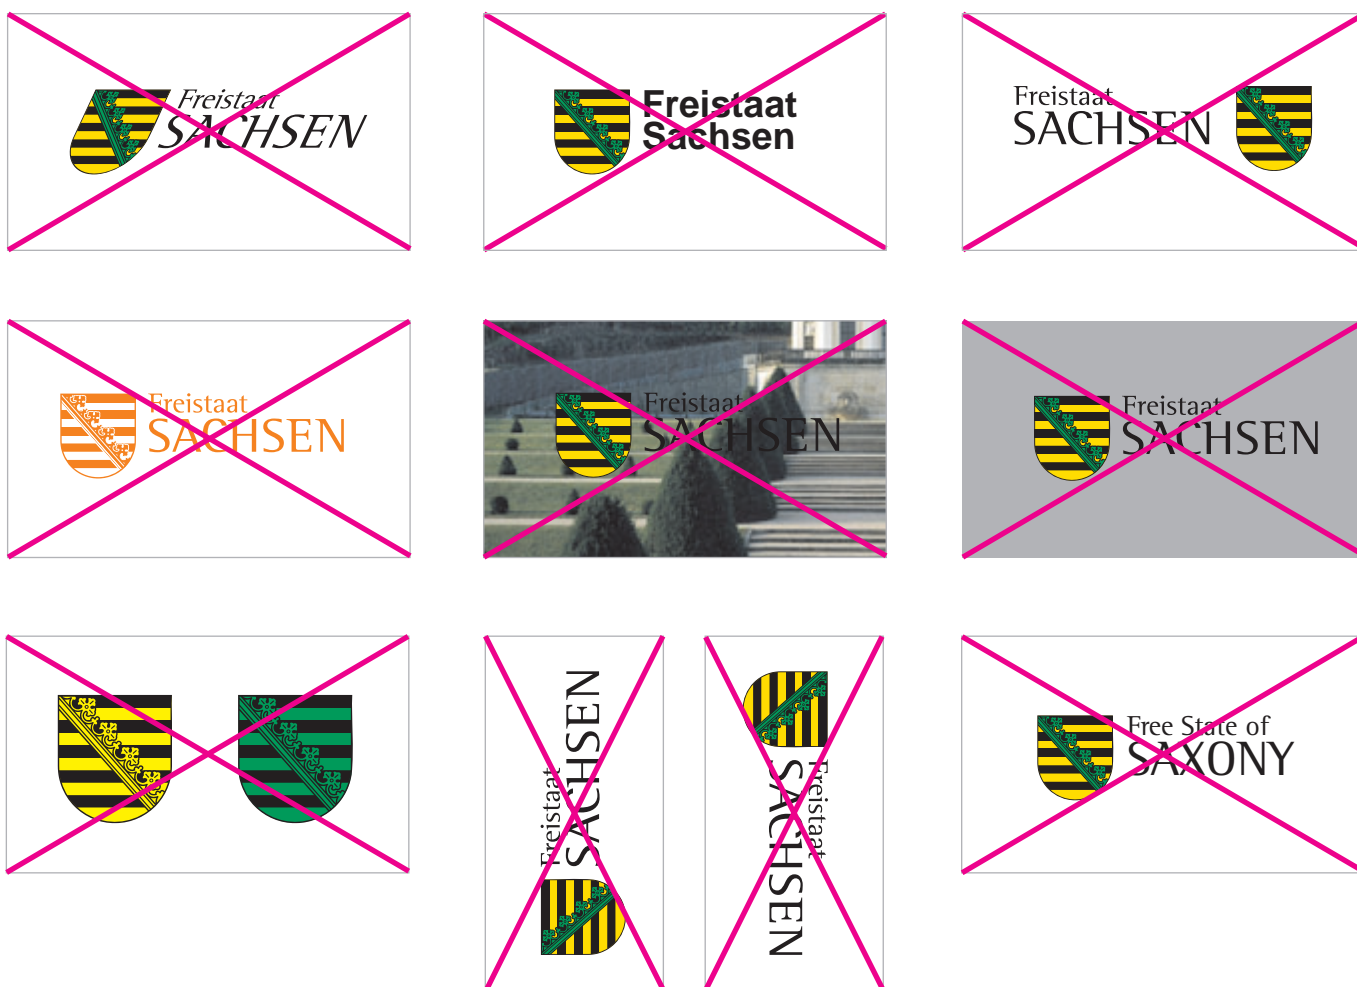 Freistaat
SACHSEN
Freistaat
Sachsen
Freistaat
SACHSEN
Freistaat
SACHSEN
Freistaat
SACHSEN
Freistaat
SACHSEN
Freistaat
SACHSEN
Freistaat
SACHSEN
Free State of
SAXONY